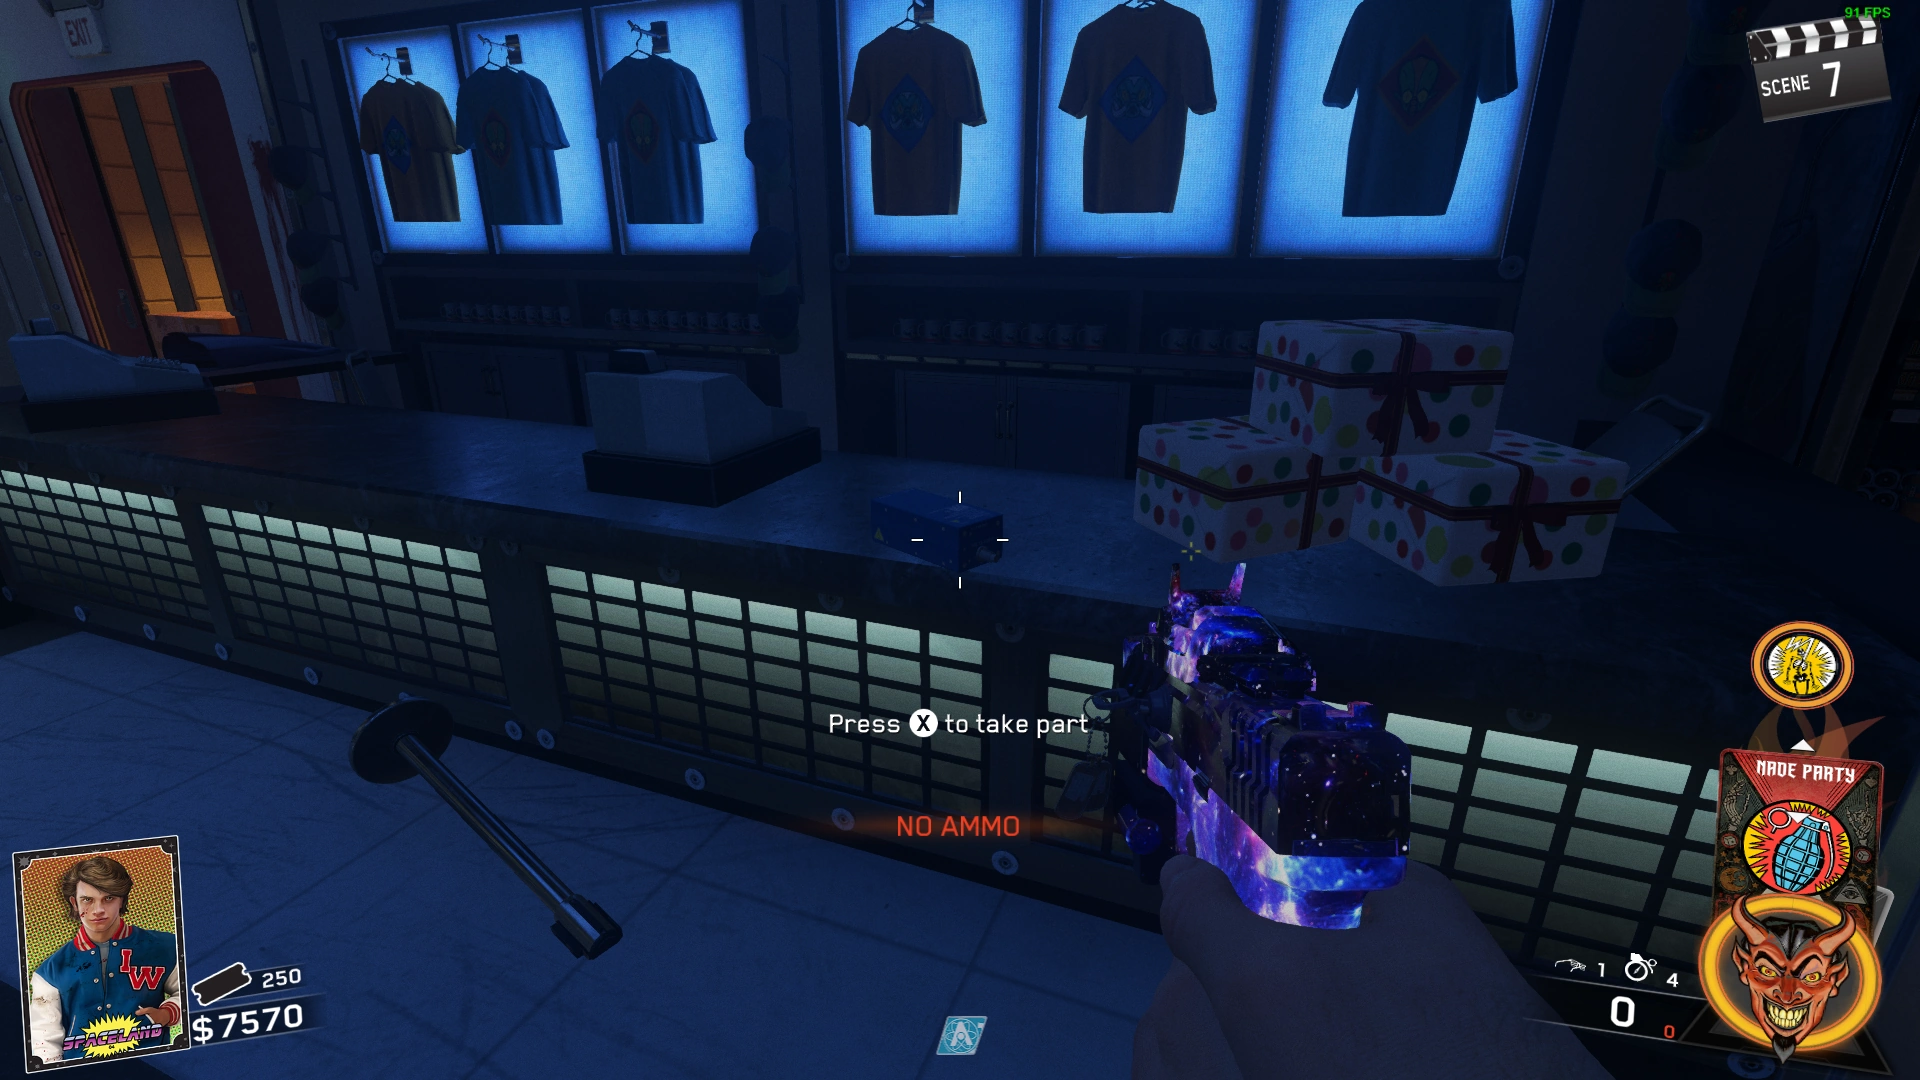 91 FPS
EXIT
SCENE 7
Press X to take part
NO AMMO
NADE PARTY
IW
SPACELAND
250
$7570
1
4
0
0
A